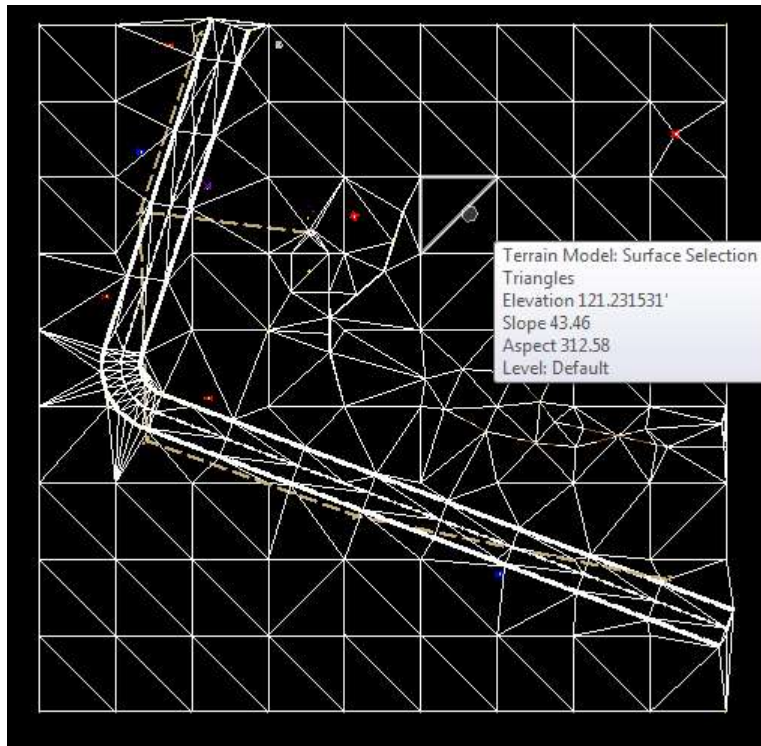 Terrain Model: Surface Selection
Triangles
Elevation 121.231531'
Slope 43.46
Aspect 312.58
Level: Default